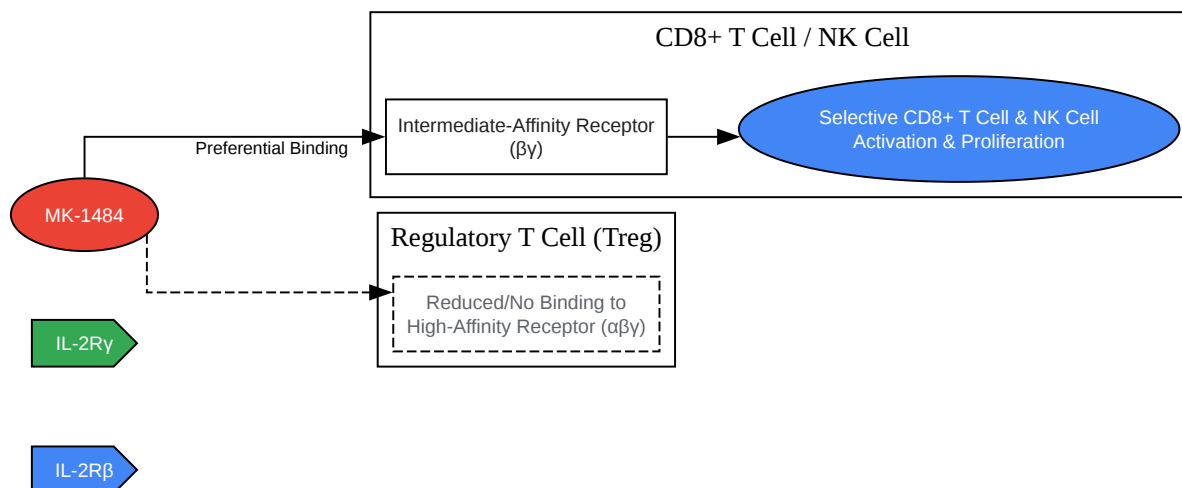 CD8+ T Cell / NK Cell
Intermediate-Affinity Receptor
(βγ)
Selective CD8+ T Cell & NK Cell
Activation & Proliferation
Preferential Binding
MK-1484
Regulatory T Cell (Treg)
Reduced/No Binding to
High-Affinity Receptor (αβγ)
IL-2Rγ
IL-2Rβ